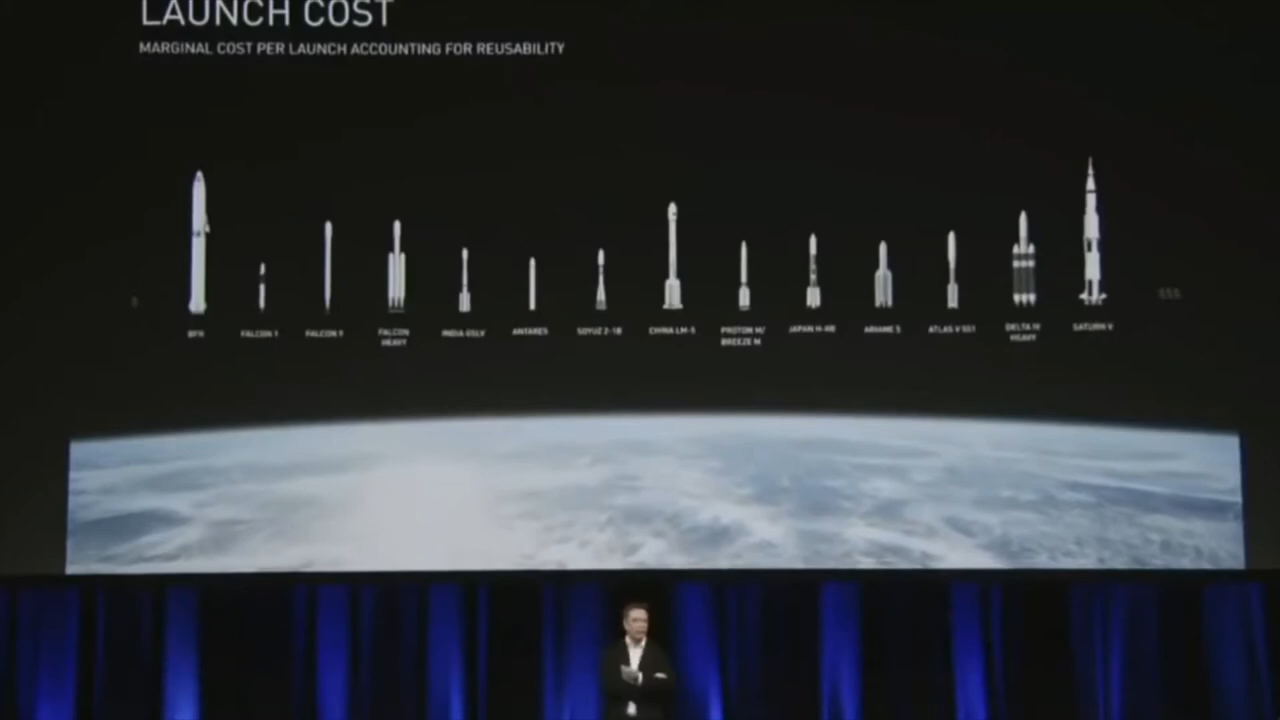 LAUNCH COST
MARGINAL COST PER LAUNCH ACCOUNTING FOR REUSABILITY
$
$$$
BFR
FALCON 1
FALCON 9
FALCON
HEAVY
INDIA GSLV
ANTARES
SOYUZ 2-1B
CHINA LM-5
PROTON M/
BREEZE M
JAPAN H-IIB
ARIANE 5
ATLAS V 551
DELTA IV
HEAVY
SATURN V